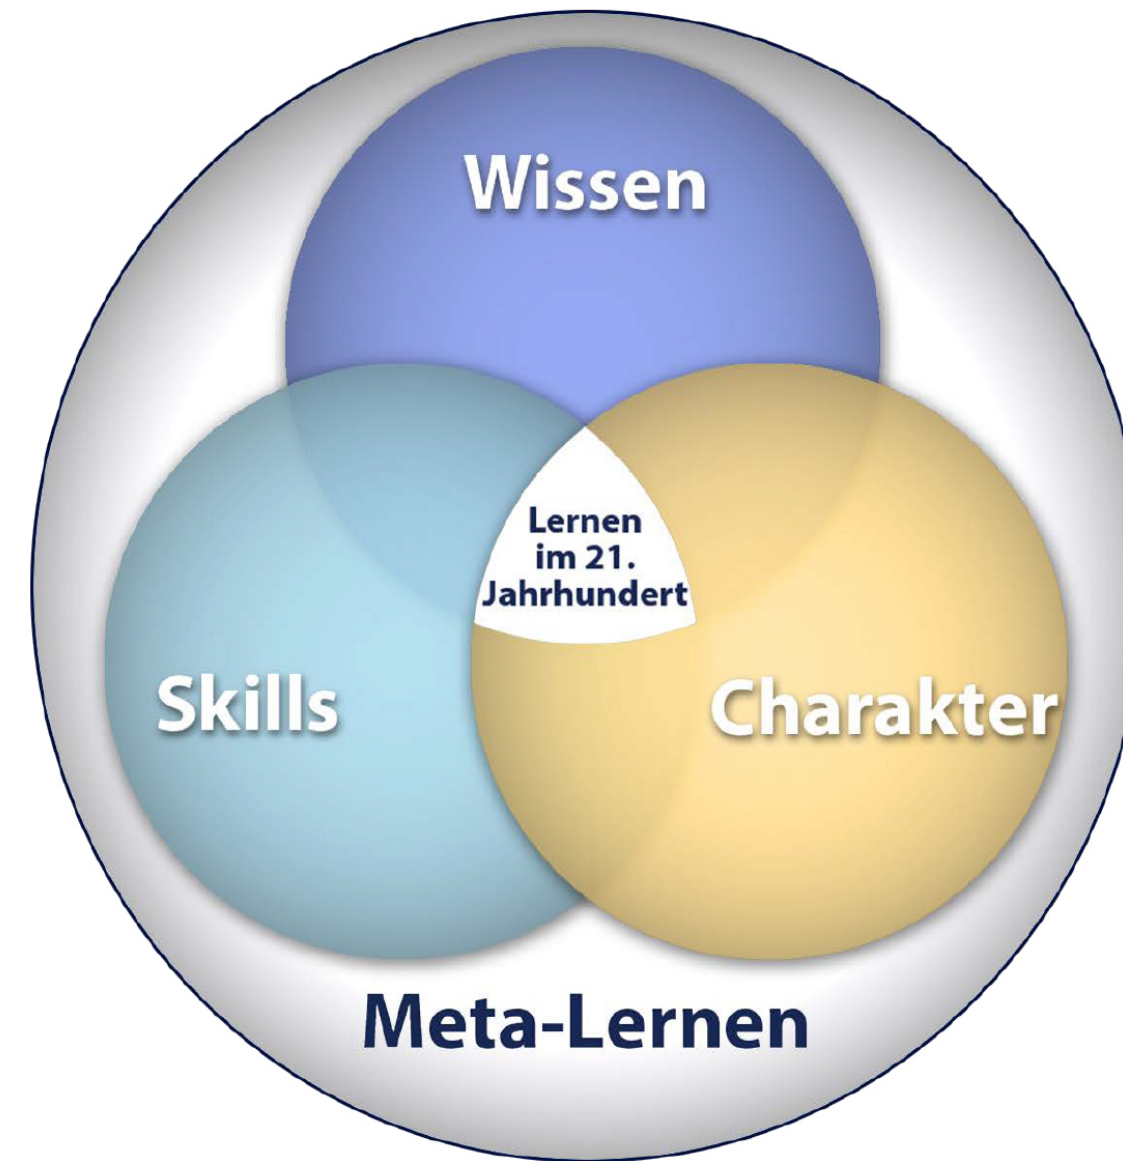 Wissen
Lernen
im 21.
Jahrhundert
Skills
Charakter
Meta-Lernen